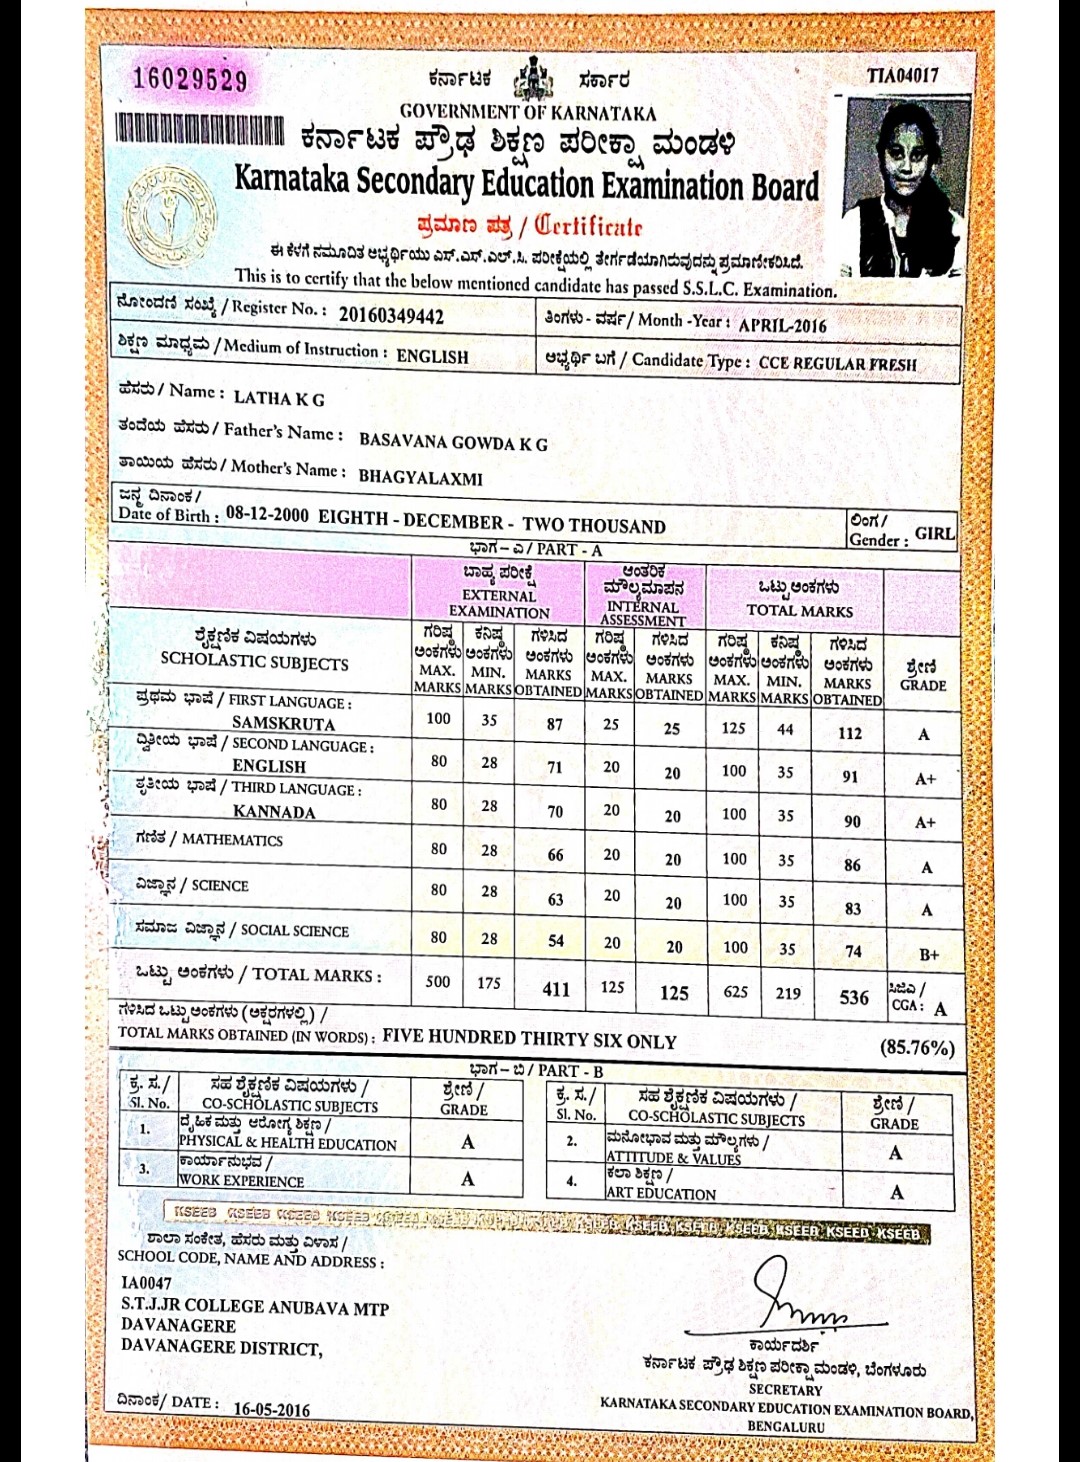 16029529
TIA04017
ಕರ್ನಾಟಕ ಸರ್ಕಾರ
GOVERNMENT OF KARNATAKA
ಕರ್ನಾಟಕ ಪ್ರೌಢ ಶಿಕ್ಷಣ ಪರೀಕ್ಷಾ ಮಂಡಳಿ
Karnataka Secondary Education Examination Board
ಪ್ರಮಾಣ ಪತ್ರ / Certificate
ಈ ಕೆಳಗೆ ನಮೂದಿತ ಅಭ್ಯರ್ಥಿಯು ಎಸ್.ಎಸ್.ಎಲ್.ಸಿ. ಪರೀಕ್ಷೆಯಲ್ಲಿ ತೇರ್ಗಡೆಯಾಗಿರುವುದನ್ನು ಪ್ರಮಾಣೀಕರಿಸಿದೆ.
This is to certify that the below mentioned candidate has passed S.S.L.C. Examination.
ನೋಂದಣಿ ಸಂಖ್ಯೆ / Register No. : 20160349442
ತಿಂಗಳು - ವರ್ಷ / Month -Year : APRIL-2016
ಶಿಕ್ಷಣ ಮಾಧ್ಯಮ / Medium of Instruction : ENGLISH
ಅಭ್ಯರ್ಥಿ ಬಗೆ / Candidate Type : CCE REGULAR FRESH
ಹೆಸರು / Name : LATHA K G
ತಂದೆಯ ಹೆಸರು / Father's Name : BASAVANA GOWDA K G
ತಾಯಿಯ ಹೆಸರು / Mother's Name : BHAGYALAXMI
ಜನ್ಮ ದಿನಾಂಕ /
Date of Birth : 08-12-2000 EIGHTH - DECEMBER - TWO THOUSAND
ಲಿಂಗ /
Gender : GIRL
ಭಾಗ – ಎ / PART - A
ಬಾಹ್ಯ ಪರೀಕ್ಷೆ
EXTERNAL
EXAMINATION
ಆಂತರಿಕ
ಮೌಲ್ಯಮಾಪನ
INTERNAL
ASSESSMENT
ಒಟ್ಟು ಅಂಕಗಳು
TOTAL MARKS
ಶೈಕ್ಷಣಿಕ ವಿಷಯಗಳು
SCHOLASTIC SUBJECTS
ಗರಿಷ್ಠ ಅಂಕಗಳು MAX. MARKS
ಕನಿಷ್ಠ ಅಂಕಗಳು MIN. MARKS
ಗಳಿಸಿದ ಅಂಕಗಳು MARKS OBTAINED
ಗರಿಷ್ಠ ಅಂಕಗಳು MAX. MARKS
ಗಳಿಸಿದ ಅಂಕಗಳು MARKS OBTAINED
ಗರಿಷ್ಠ ಅಂಕಗಳು MAX. MARKS
ಕನಿಷ್ಠ ಅಂಕಗಳು MIN. MARKS
ಗಳಿಸಿದ ಅಂಕಗಳು MARKS OBTAINED
ಶ್ರೇಣಿ
GRADE
ಪ್ರಥಮ ಭಾಷೆ / FIRST LANGUAGE :
SAMSKRUTA 100 35 87 25 25 125 44 112 A
ದ್ವಿತೀಯ ಭಾಷೆ / SECOND LANGUAGE :
ENGLISH 80 28 71 20 20 100 35 91 A+
ತೃತೀಯ ಭಾಷೆ / THIRD LANGUAGE :
KANNADA 80 28 70 20 20 100 35 90 A+
ಗಣಿತ / MATHEMATICS 80 28 66 20 20 100 35 86 A
ವಿಜ್ಞಾನ / SCIENCE 80 28 63 20 20 100 35 83 A
ಸಮಾಜ ವಿಜ್ಞಾನ / SOCIAL SCIENCE 80 28 54 20 20 100 35 74 B+
ಒಟ್ಟು ಅಂಕಗಳು / TOTAL MARKS : 500 175 411 125 125 625 219 536
ಸಿಜಿಎ /
CGA : A
ಗಳಿಸಿದ ಒಟ್ಟು ಅಂಕಗಳು (ಅಕ್ಷರಗಳಲ್ಲಿ) /
TOTAL MARKS OBTAINED (IN WORDS) : FIVE HUNDRED THIRTY SIX ONLY (85.76%)
ಭಾಗ – ಬಿ / PART - B
ಕ್ರ. ಸ. / ಸಹ ಶೈಕ್ಷಣಿಕ ವಿಷಯಗಳು / ಶ್ರೇಣಿ /
Sl. No. CO-SCHOLASTIC SUBJECTS GRADE
ಕ್ರ. ಸ. / ಸಹ ಶೈಕ್ಷಣಿಕ ವಿಷಯಗಳು / ಶ್ರೇಣಿ /
Sl. No. CO-SCHOLASTIC SUBJECTS GRADE
1. ದೈಹಿಕ ಮತ್ತು ಆರೋಗ್ಯ ಶಿಕ್ಷಣ /
PHYSICAL & HEALTH EDUCATION A
2. ಮನೋಭಾವ ಮತ್ತು ಮೌಲ್ಯಗಳು /
ATTITUDE & VALUES A
3. ಕಾರ್ಯಾನುಭವ /
WORK EXPERIENCE A
4. ಕಲಾ ಶಿಕ್ಷಣ /
ART EDUCATION A
KSEEB KSEEB KSEEB KSEEB KSEEB KSEEB KSEEB KSEEB KSEEB KSEEB KSEEB
ಶಾಲಾ ಸಂಕೇತ, ಹೆಸರು ಮತ್ತು ವಿಳಾಸ /
SCHOOL CODE, NAME AND ADDRESS :
IA0047
S.T.J.JR COLLEGE ANUBAVA MTP
DAVANAGERE
DAVANAGERE DISTRICT,
ದಿನಾಂಕ/ DATE : 16-05-2016
ಕಾರ್ಯದರ್ಶಿ
ಕರ್ನಾಟಕ ಪ್ರೌಢ ಶಿಕ್ಷಣ ಪರೀಕ್ಷಾ ಮಂಡಳಿ, ಬೆಂಗಳೂರು
SECRETARY
KARNATAKA SECONDARY EDUCATION EXAMINATION BOARD,
BENGALURU